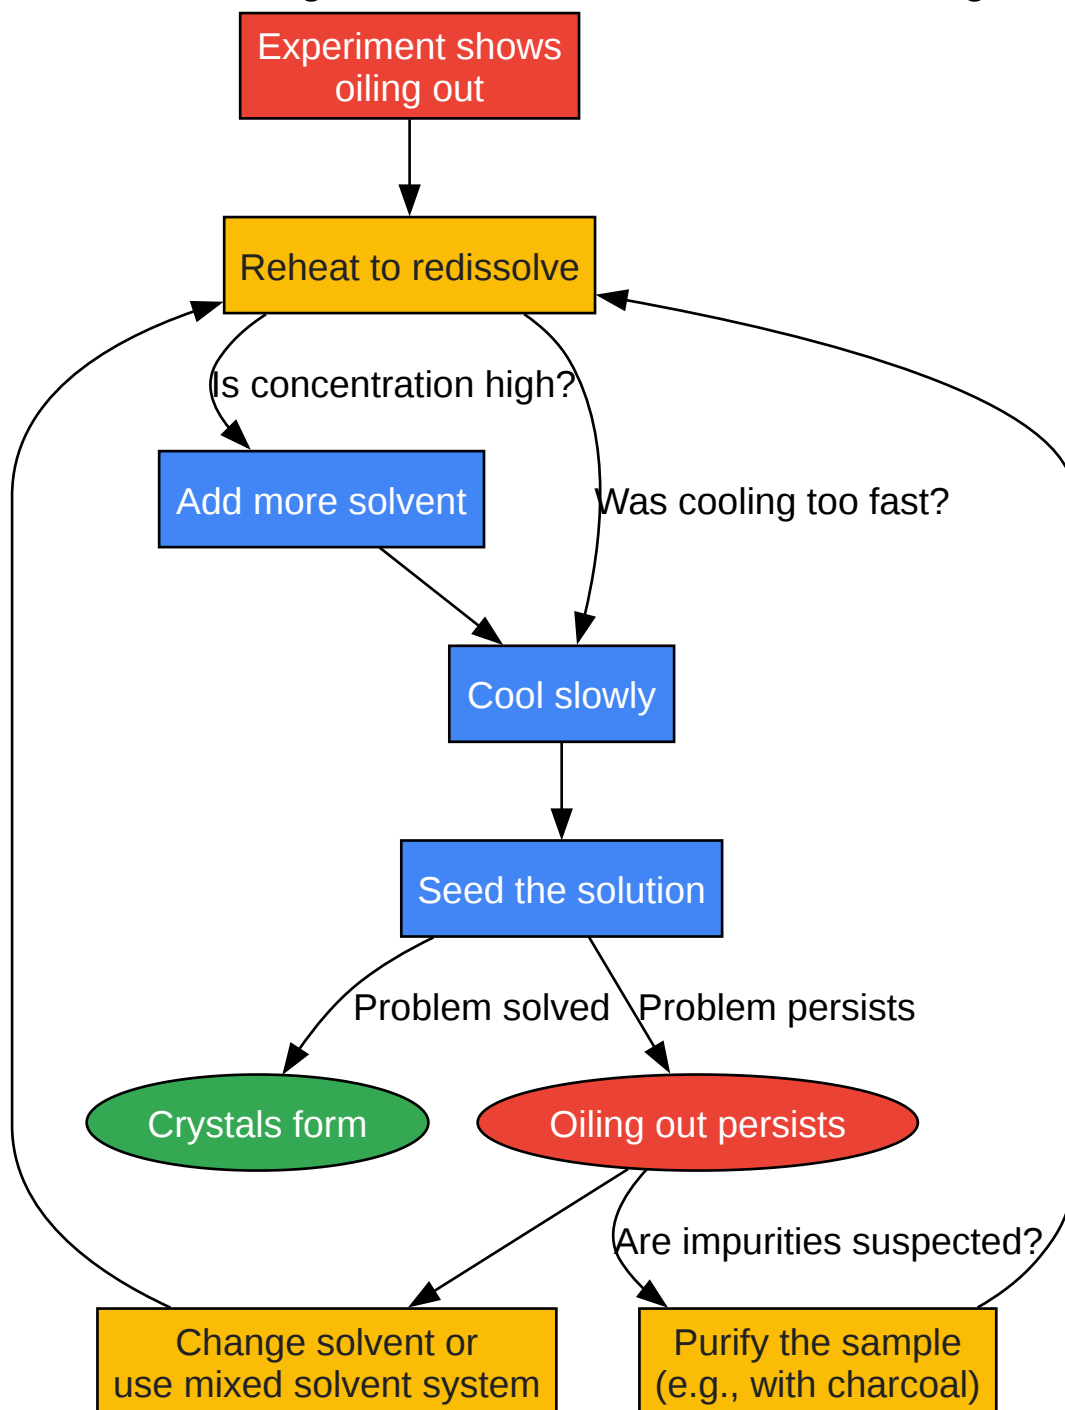 Experiment shows
oiling out
Reheat to redissolve
Is concentration high?
Add more solvent
Was cooling too fast?
Cool slowly
Seed the solution
Problem solved
Problem persists
Crystals form
Oiling out persists
Are impurities suspected?
Change solvent or
use mixed solvent system
Purify the sample
(e.g., with charcoal)